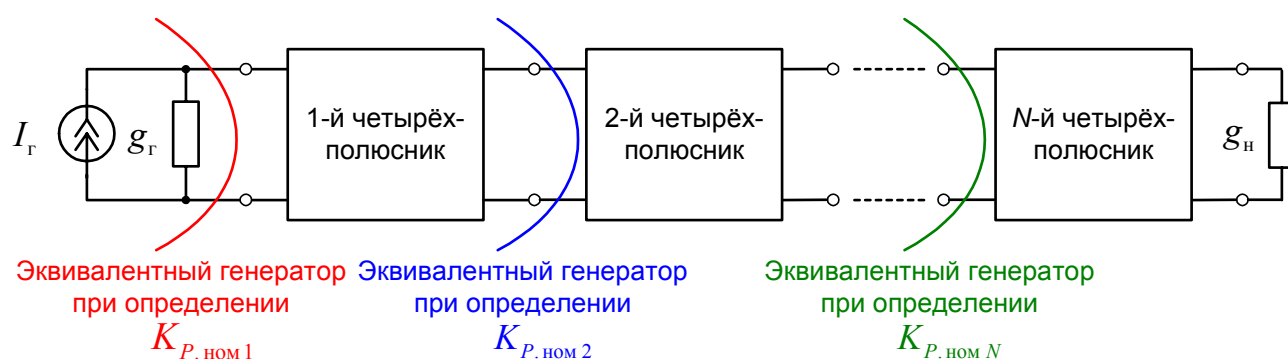 I г
g г
1-й четырёх-
полюсник
2-й четырёх-
полюсник
N-й четырёх-
полюсник
g н
Эквивалентный генератор
при определении
K P, ном 1
Эквивалентный генератор
при определении
K P, ном 2
Эквивалентный генератор
при определении
K P, ном N